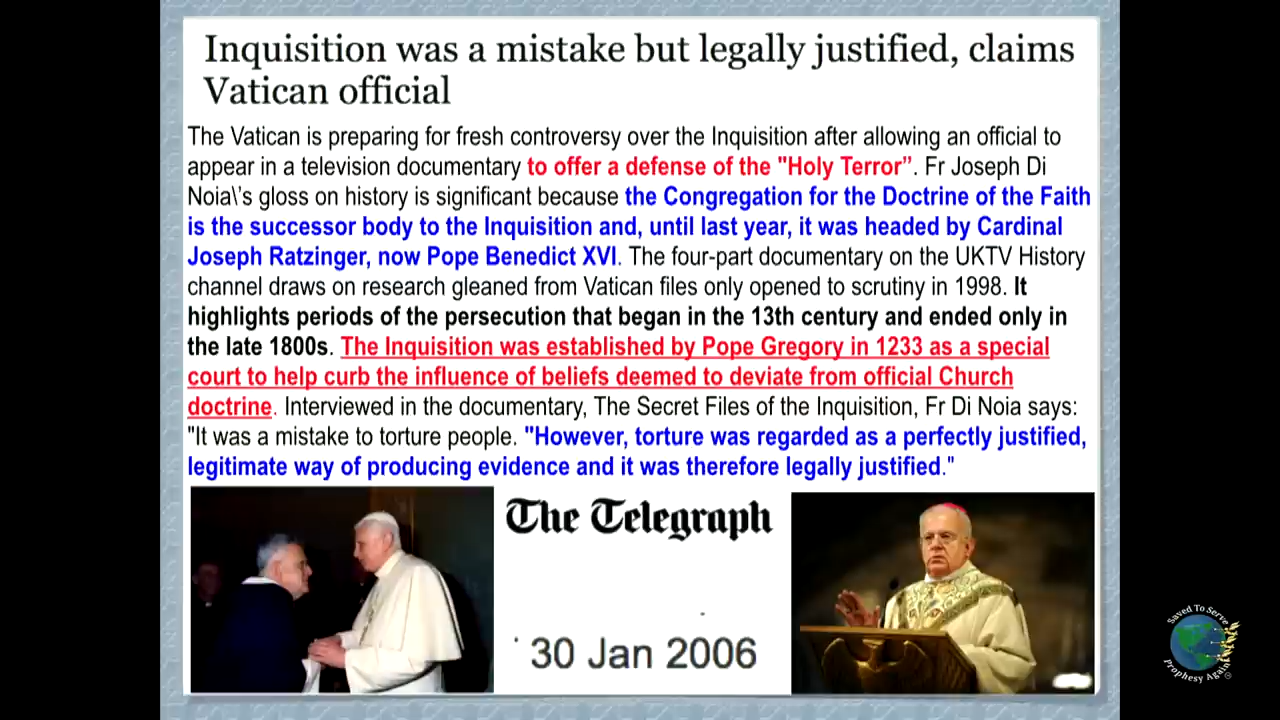 Inquisition was a mistake but legally justified, claims
Vatican official
The Vatican is preparing for fresh controversy over the Inquisition after allowing an official to
appear in a television documentary to offer a defense of the "Holy Terror”. Fr Joseph Di
Noia\’s gloss on history is significant because the Congregation for the Doctrine of the Faith
is the successor body to the Inquisition and, until last year, it was headed by Cardinal
Joseph Ratzinger, now Pope Benedict XVI. The four-part documentary on the UKTV History
channel draws on research gleaned from Vatican files only opened to scrutiny in 1998. It
highlights periods of the persecution that began in the 13th century and ended only in
the late 1800s. The Inquisition was established by Pope Gregory in 1233 as a special
court to help curb the influence of beliefs deemed to deviate from official Church
doctrine. Interviewed in the documentary, The Secret Files of the Inquisition, Fr Di Noia says:
"It was a mistake to torture people. "However, torture was regarded as a perfectly justified,
legitimate way of producing evidence and it was therefore legally justified."
The Telegraph
30 Jan 2006
Saved To Serve
Prophesy Again